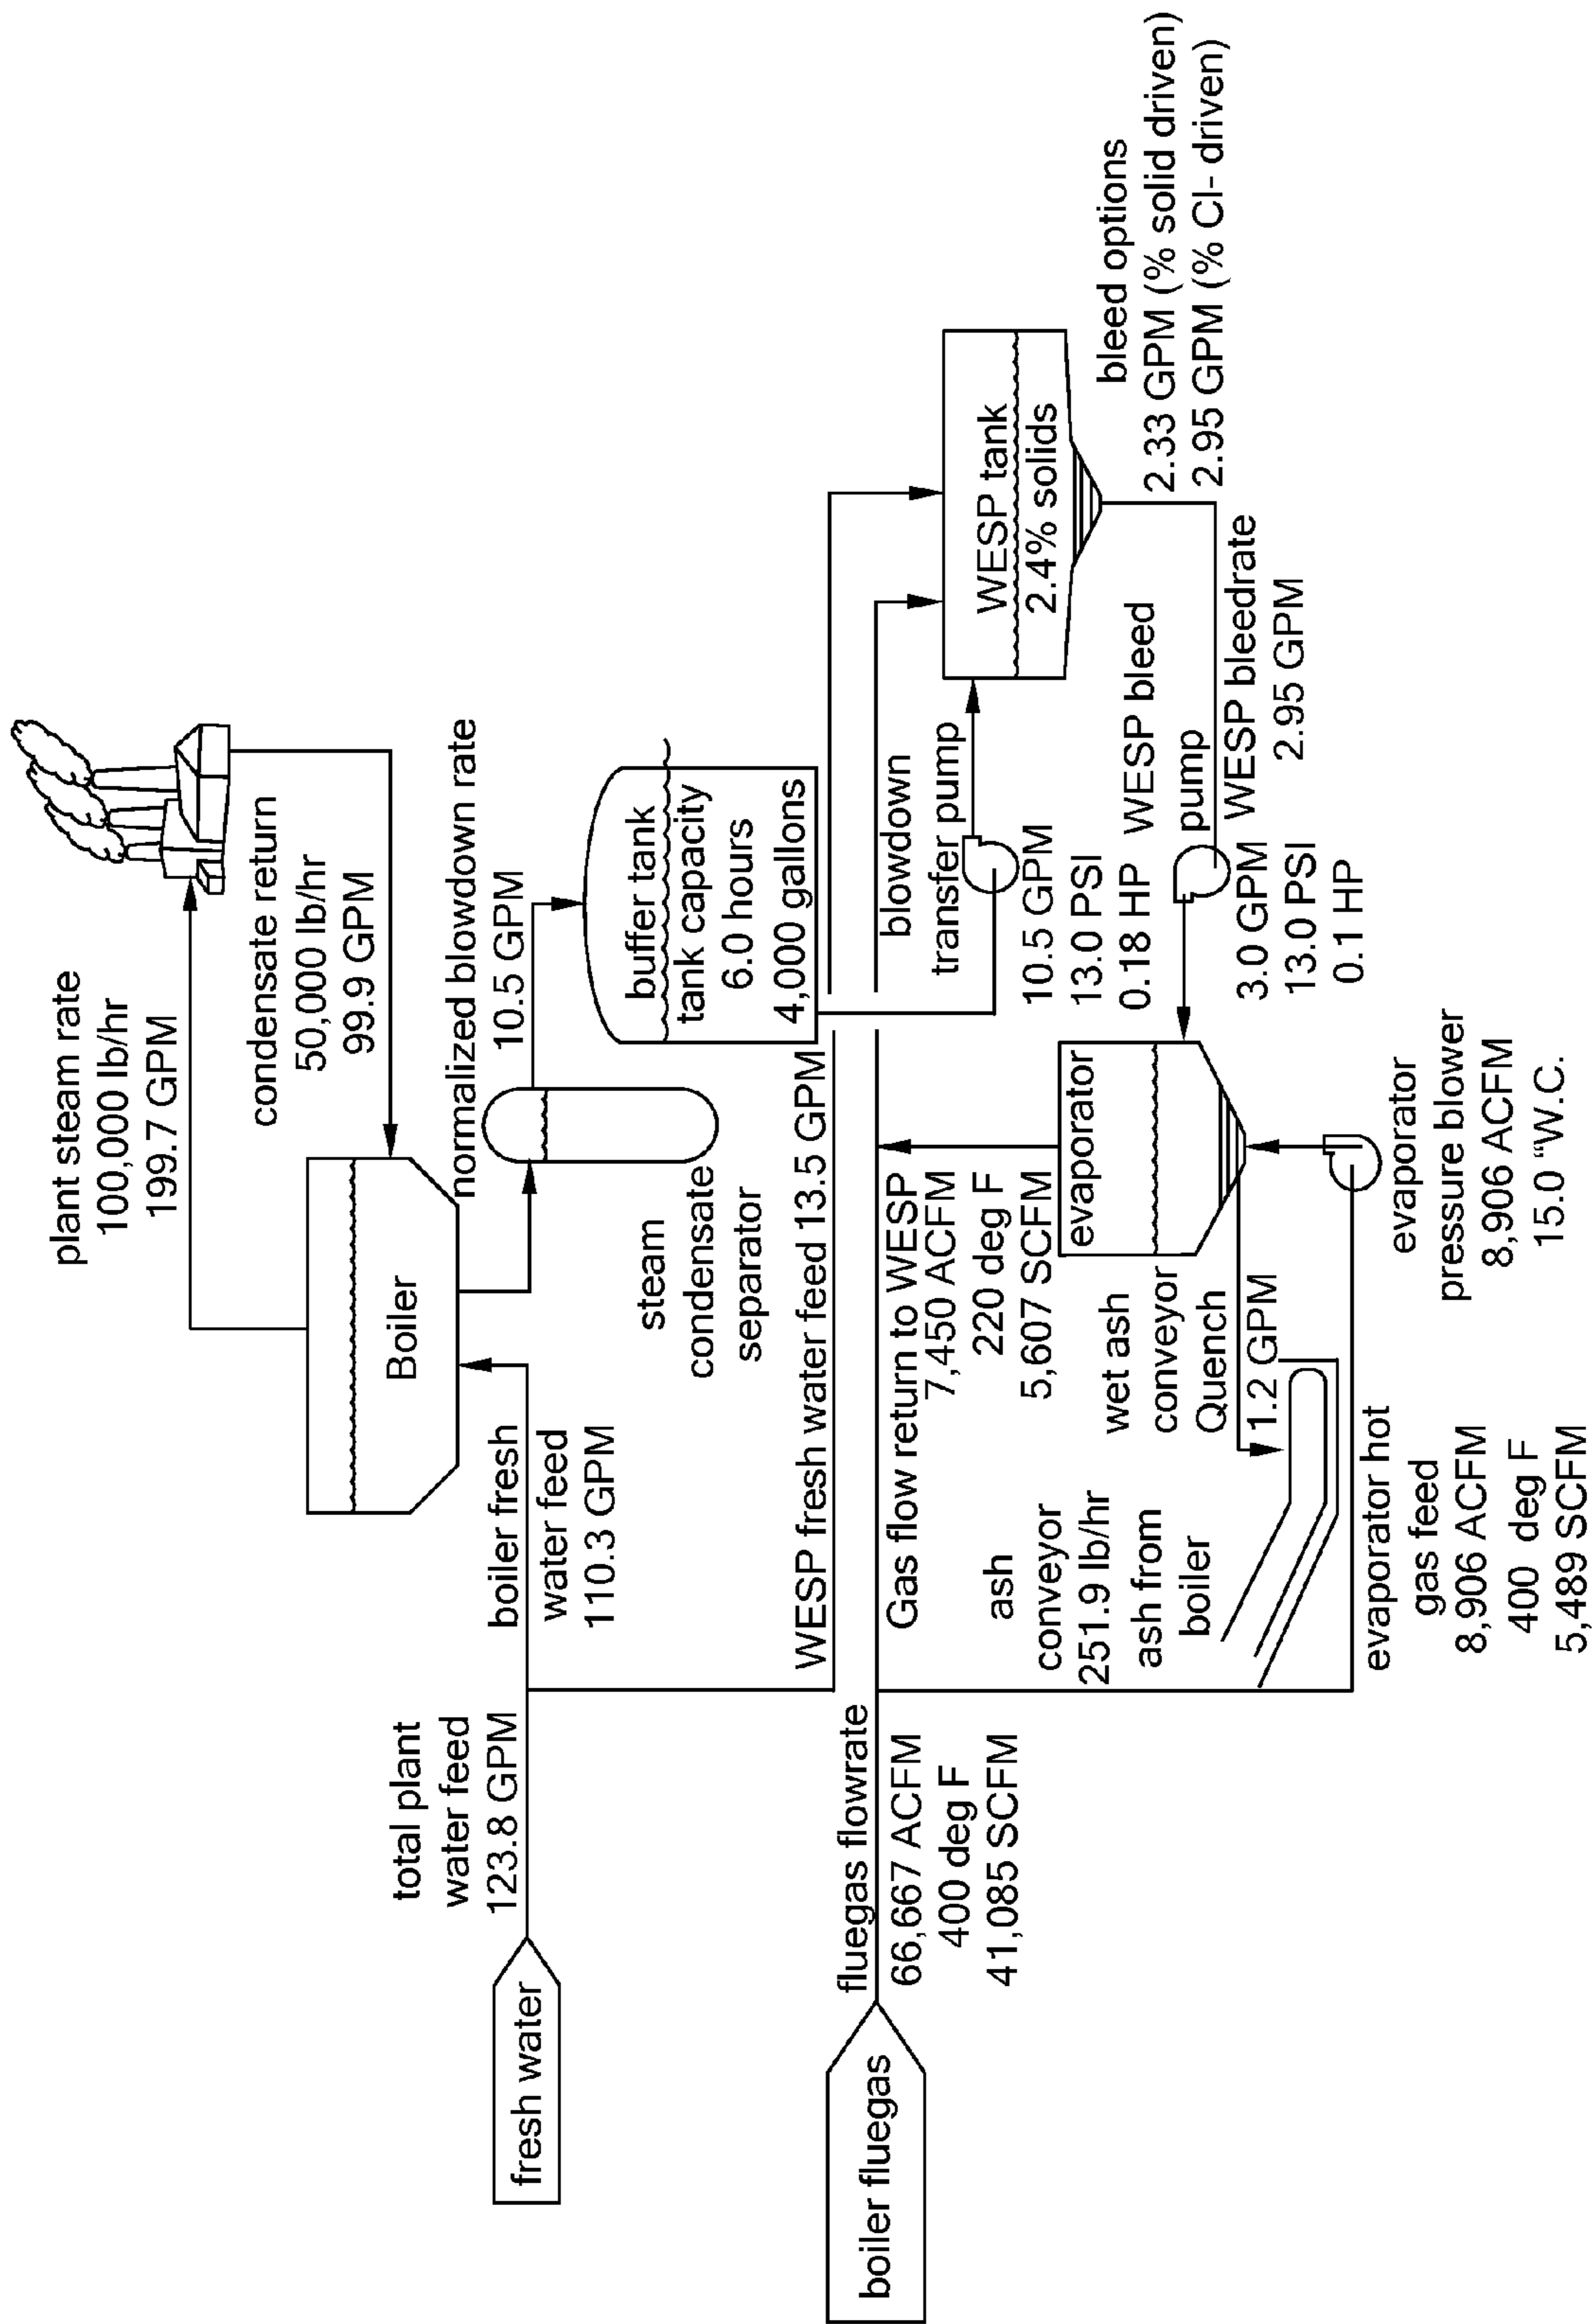 plant steam rate
100,000 lb/hr
199.7 GPM
condensate return
50,000 lb/hr
99.9 GPM
total plant
water feed
123.8 GPM
fresh water
boiler fresh
water feed
110.3 GPM
Boiler
normalized blowdown rate
10.5 GPM
steam
condensate
separator
buffer tank
tank capacity
6.0 hours
4,000 gallons
WESP fresh water feed 13.5 GPM
boiler fluegas
fluegas flowrate
66,667 ACFM
400 deg F
41,085 SCFM
Gas flow return to WESP
7,450 ACFM
220 deg F
5,607 SCFM
blowdown
transfer pump
10.5 GPM
13.0 PSI
0.18 HP
WESP tank
2.4% solids
bleed options
2.33 GPM (% solid driven)
2.95 GPM (% Cl- driven)
WESP bleed
pump
3.0 GPM
13.0 PSI
0.1 HP
WESP bleedrate
2.95 GPM
evaporator
ash
conveyor
251.9 lb/hr
ash from
boiler
wet ash
conveyor
Quench
1.2 GPM
evaporator hot
gas feed
8,906 ACFM
400 deg F
5,489 SCFM
evaporator
pressure blower
8,906 ACFM
15.0 “W.C.